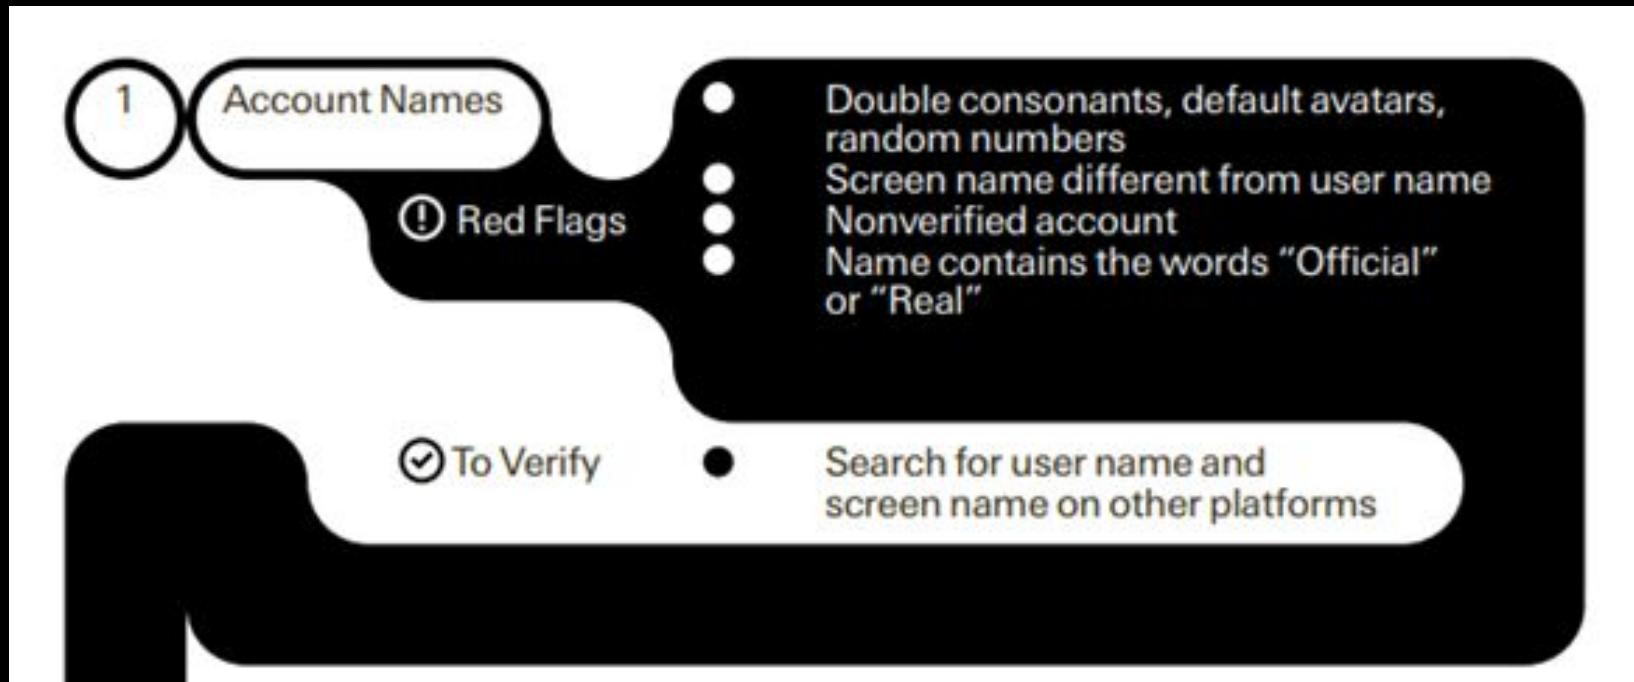 1
Account Names
Red Flags
Double consonants, default avatars,
random numbers
Screen name different from user name
Nonverified account
Name contains the words “Official”
or “Real”
To Verify
Search for user name and
screen name on other platforms